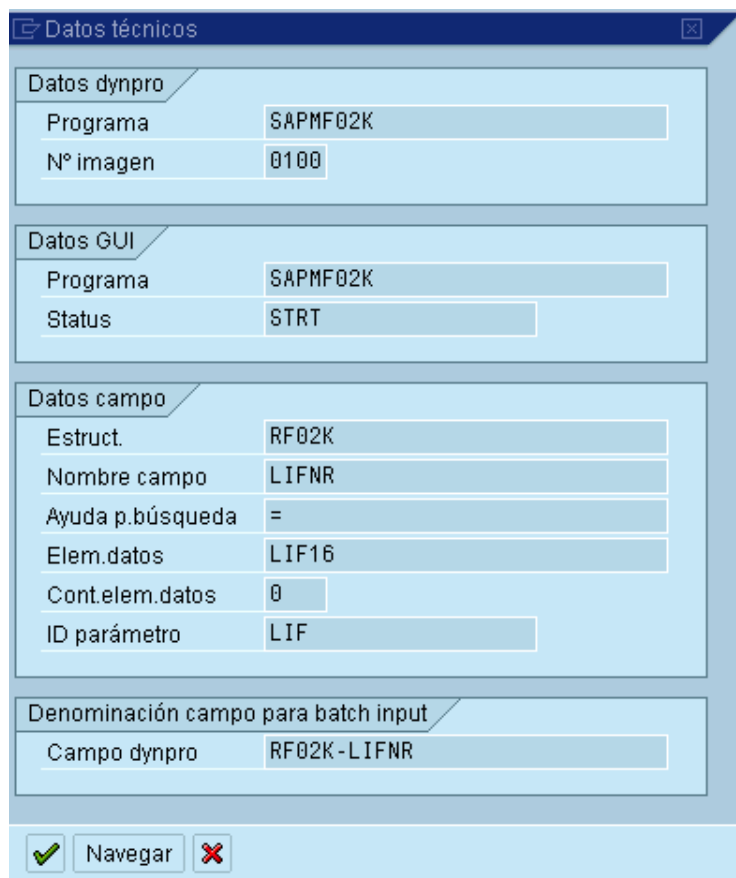 Datos técnicos
Datos dynpro
Programa SAPMF02K
Nº imagen 0100
Datos GUI
Programa SAPMF02K
Status STRT
Datos campo
Estruct. RF02K
Nombre campo LIFNR
Ayuda p.búsqueda =
Elem.datos LIF16
Cont.elem.datos 0
ID parámetro LIF
Denominación campo para batch input
Campo dynpro RF02K-LIFNR
Navegar